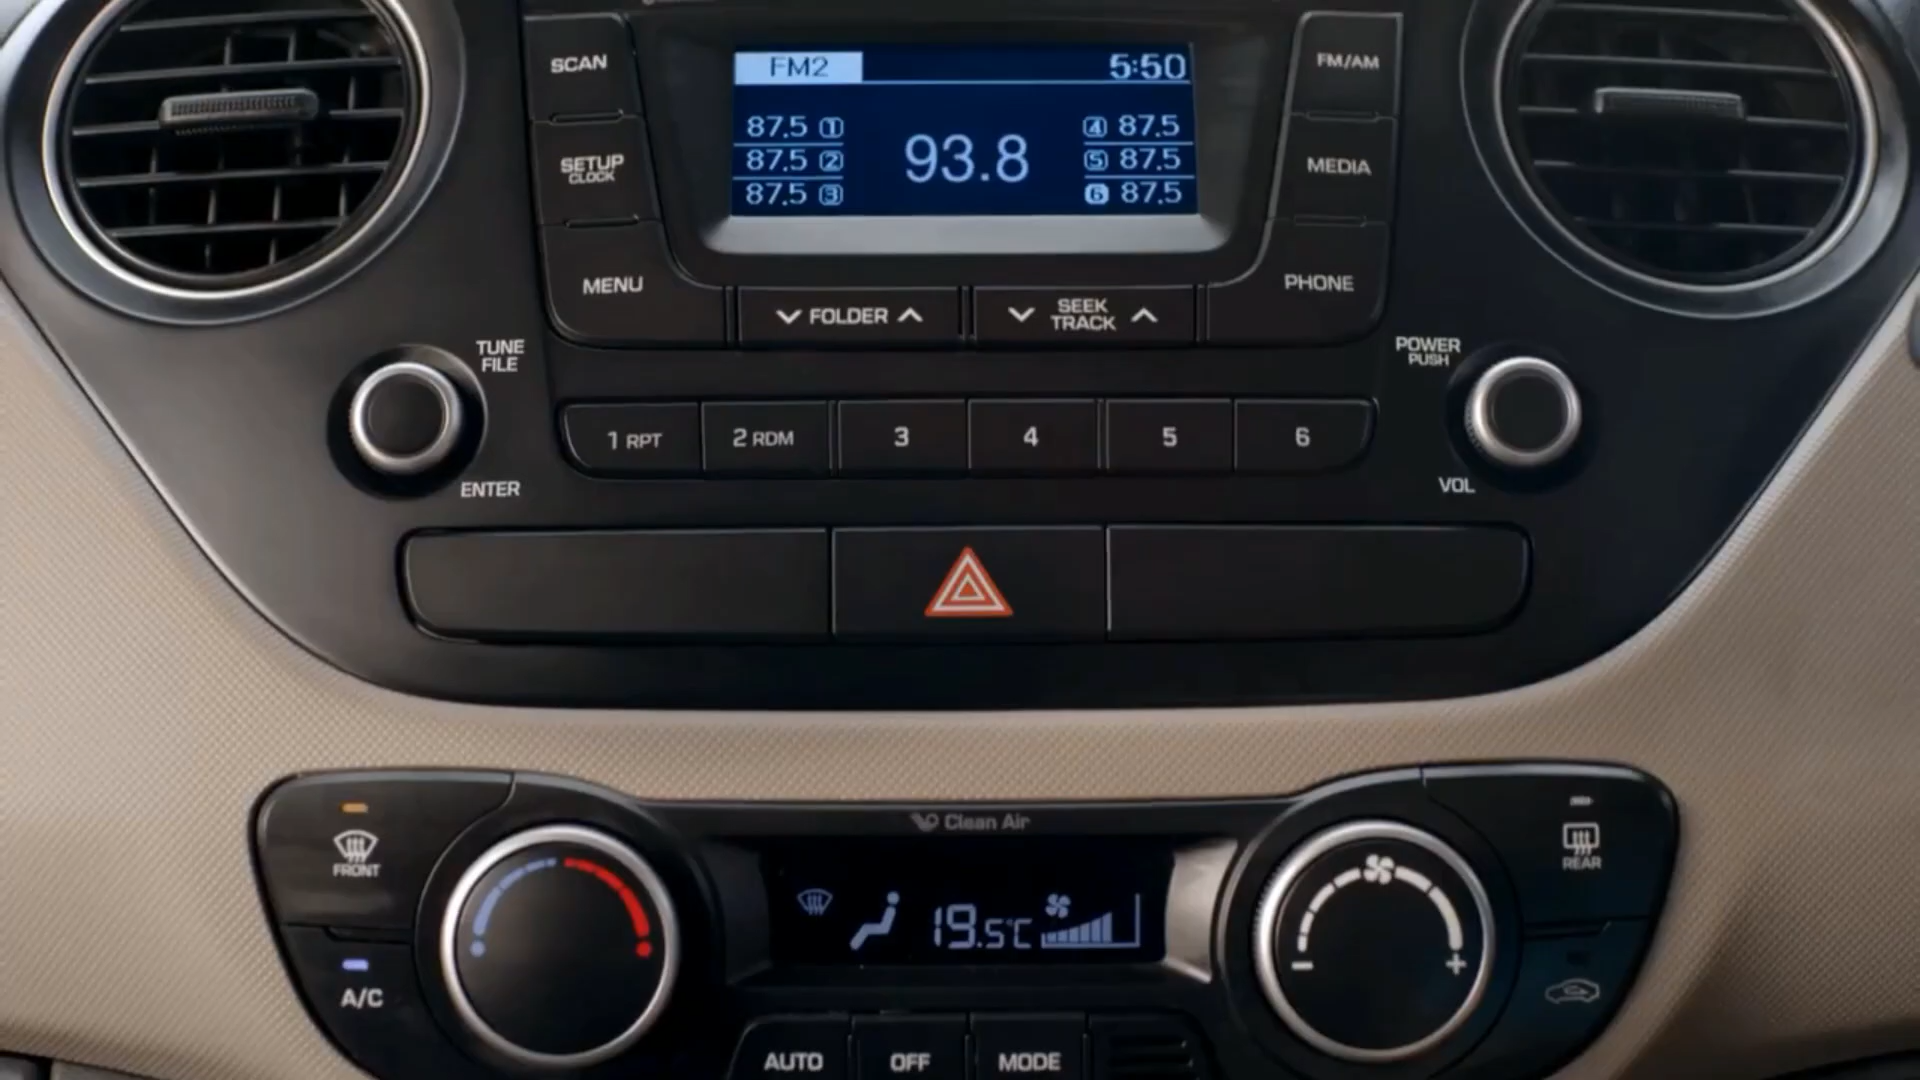 SCAN
FM2
5:50
FM/AM
87.5 1
4 87.5
SETUP
CLOCK
87.5 2
93.8
5 87.5
MEDIA
87.5 3
6 87.5
MENU
FOLDER
SEEK
TRACK
PHONE
TUNE
FILE
POWER
PUSH
1 RPT
2 RDM
3
4
5
6
ENTER
VOL
Clean Air
FRONT
REAR
19.5°C
A/C
- +
AUTO
OFF
MODE